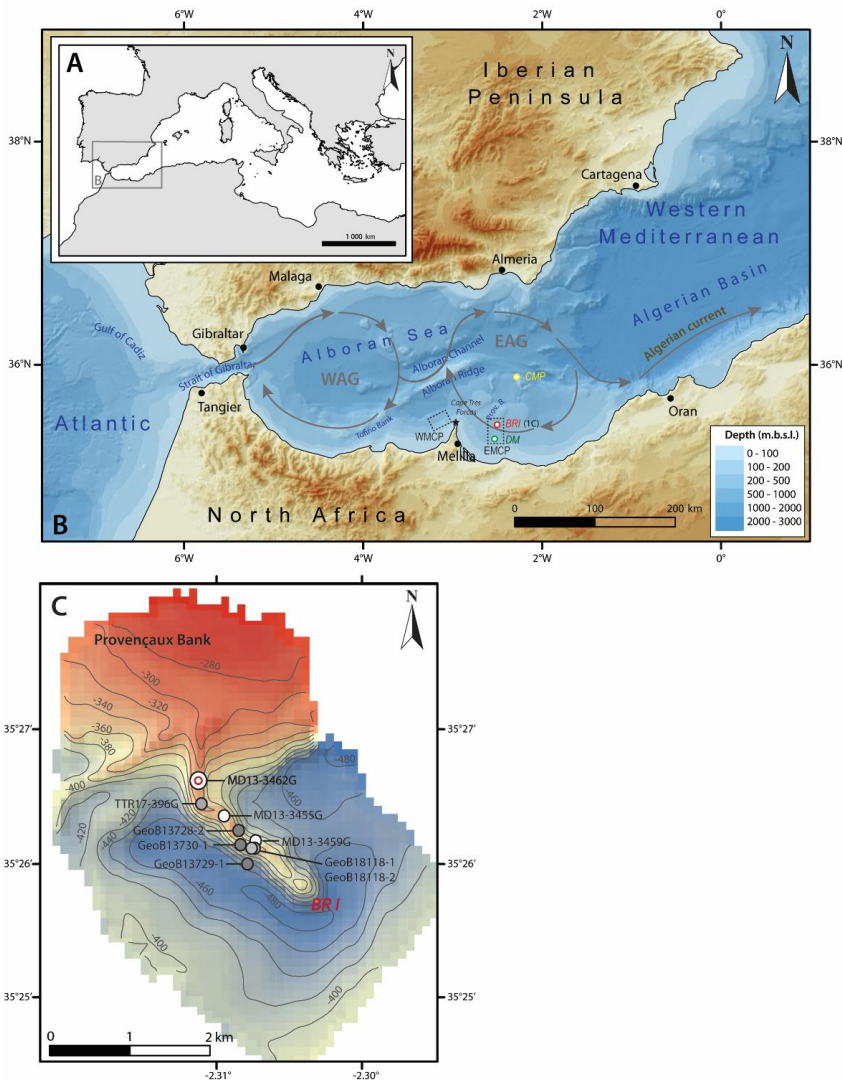 A
N
B
1 000 km
N
Iberian
Peninsula
38°N
38°N
Cartagena
Western
Mediterranean
Almeria
Malaga
Algerian Basin
Algerian current
Gulf of Cadiz
Gibraltar
Alboran Sea
EAG
36°N
36°N
Strait of Gibraltar
Alboran Channel
WAG
CMP
Alboran Ridge
Tangier
Atlantic
Cape Tres
Forcas
Prov. B.
Oran
Tofino Bank
BRI (1C)
WMCP
DM
Melilla
EMCP
Depth (m.b.s.l.)
0 - 100
100 - 200
200 - 500
500 - 1000
1000 - 2000
2000 - 3000
North Africa
B
0 100 200 km
6°W 4°W 2°W 0°
6°W 4°W 2°W 0°
C
N
Provençaux Bank
-280
-300
-320
-340
-360
-380
-400
-420
-440
-460
-480
-460
-480
-400
-400
35°27'
35°27'
MD13-3462G
TTR17-396G
MD13-3455G
GeoB13728-2
MD13-3459G
GeoB13730-1
GeoB18118-1
GeoB13729-1
GeoB18118-2
35°26'
35°26'
BR I
35°25'
35°25'
0 1 2 km
-2.31° -2.30°